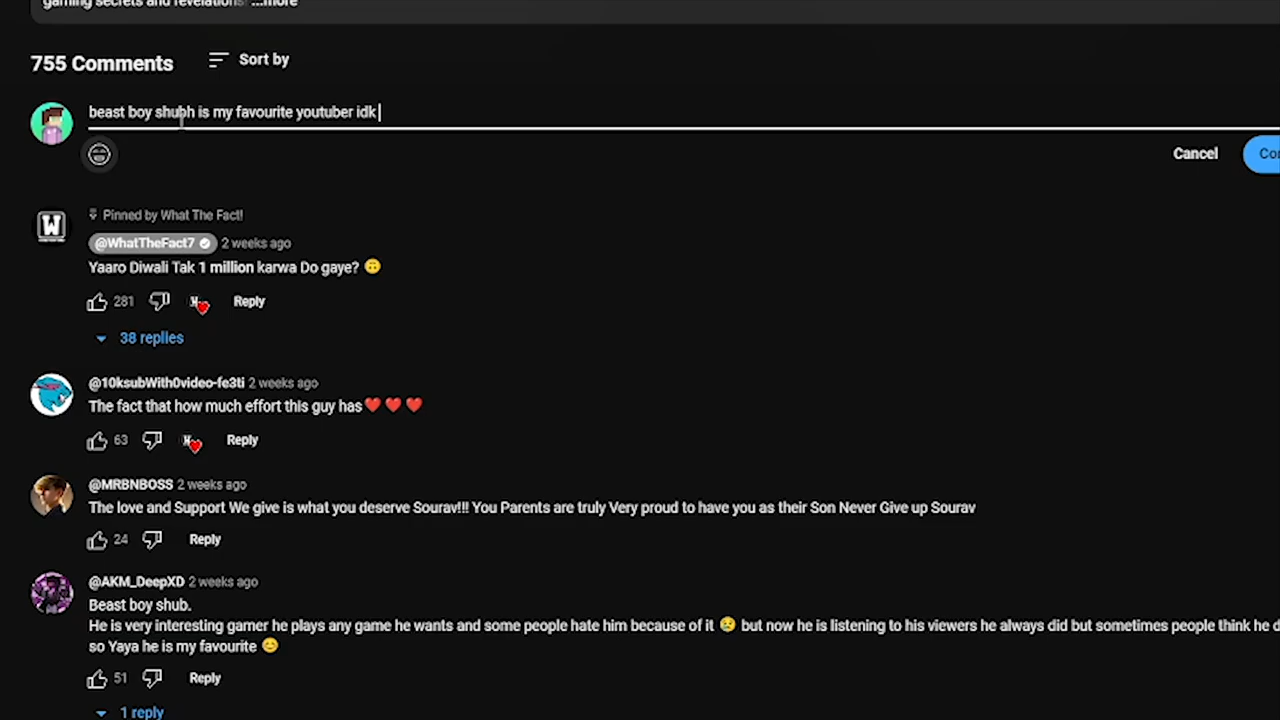 gaming secrets and revelations ...more
755 Comments
Sort by
beast boy shubh is my favourite youtuber idk
Cancel
Pinned by What The Fact!
@WhatTheFact7 2 weeks ago
Yaaro Diwali Tak 1 million karwa Do gaye? 🙃
281 Reply
38 replies
@10ksubWith0video-fe3ti 2 weeks ago
The fact that how much effort this guy has❤️❤️❤️
63 Reply
@MRBNBOSS 2 weeks ago
The love and Support We give is what you deserve Sourav!!! You Parents are truly Very proud to have you as their Son Never Give up Sourav
24 Reply
@AKM_DeepXD 2 weeks ago
Beast boy shub.
He is very interesting gamer he plays any game he wants and some people hate him because of it 😢 but now he is listening to his viewers he always did but sometimes people think he
so Yaya he is my favourite 😊
51 Reply
1 reply